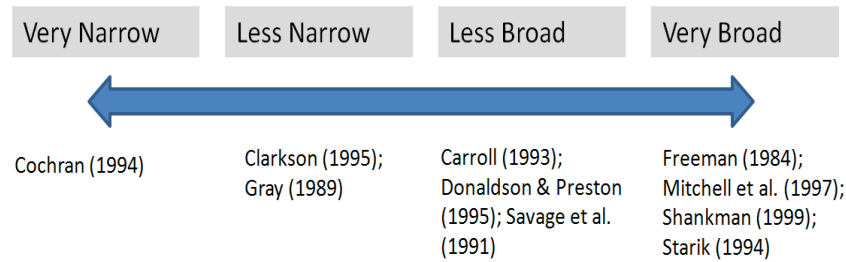 Very Narrow
Less Narrow
Less Broad
Very Broad
Cochran (1994)
Clarkson (1995);
Gray (1989)
Carroll (1993);
Donaldson & Preston
(1995); Savage et al.
(1991)
Freeman (1984);
Mitchell et al. (1997);
Shankman (1999);
Starik (1994)